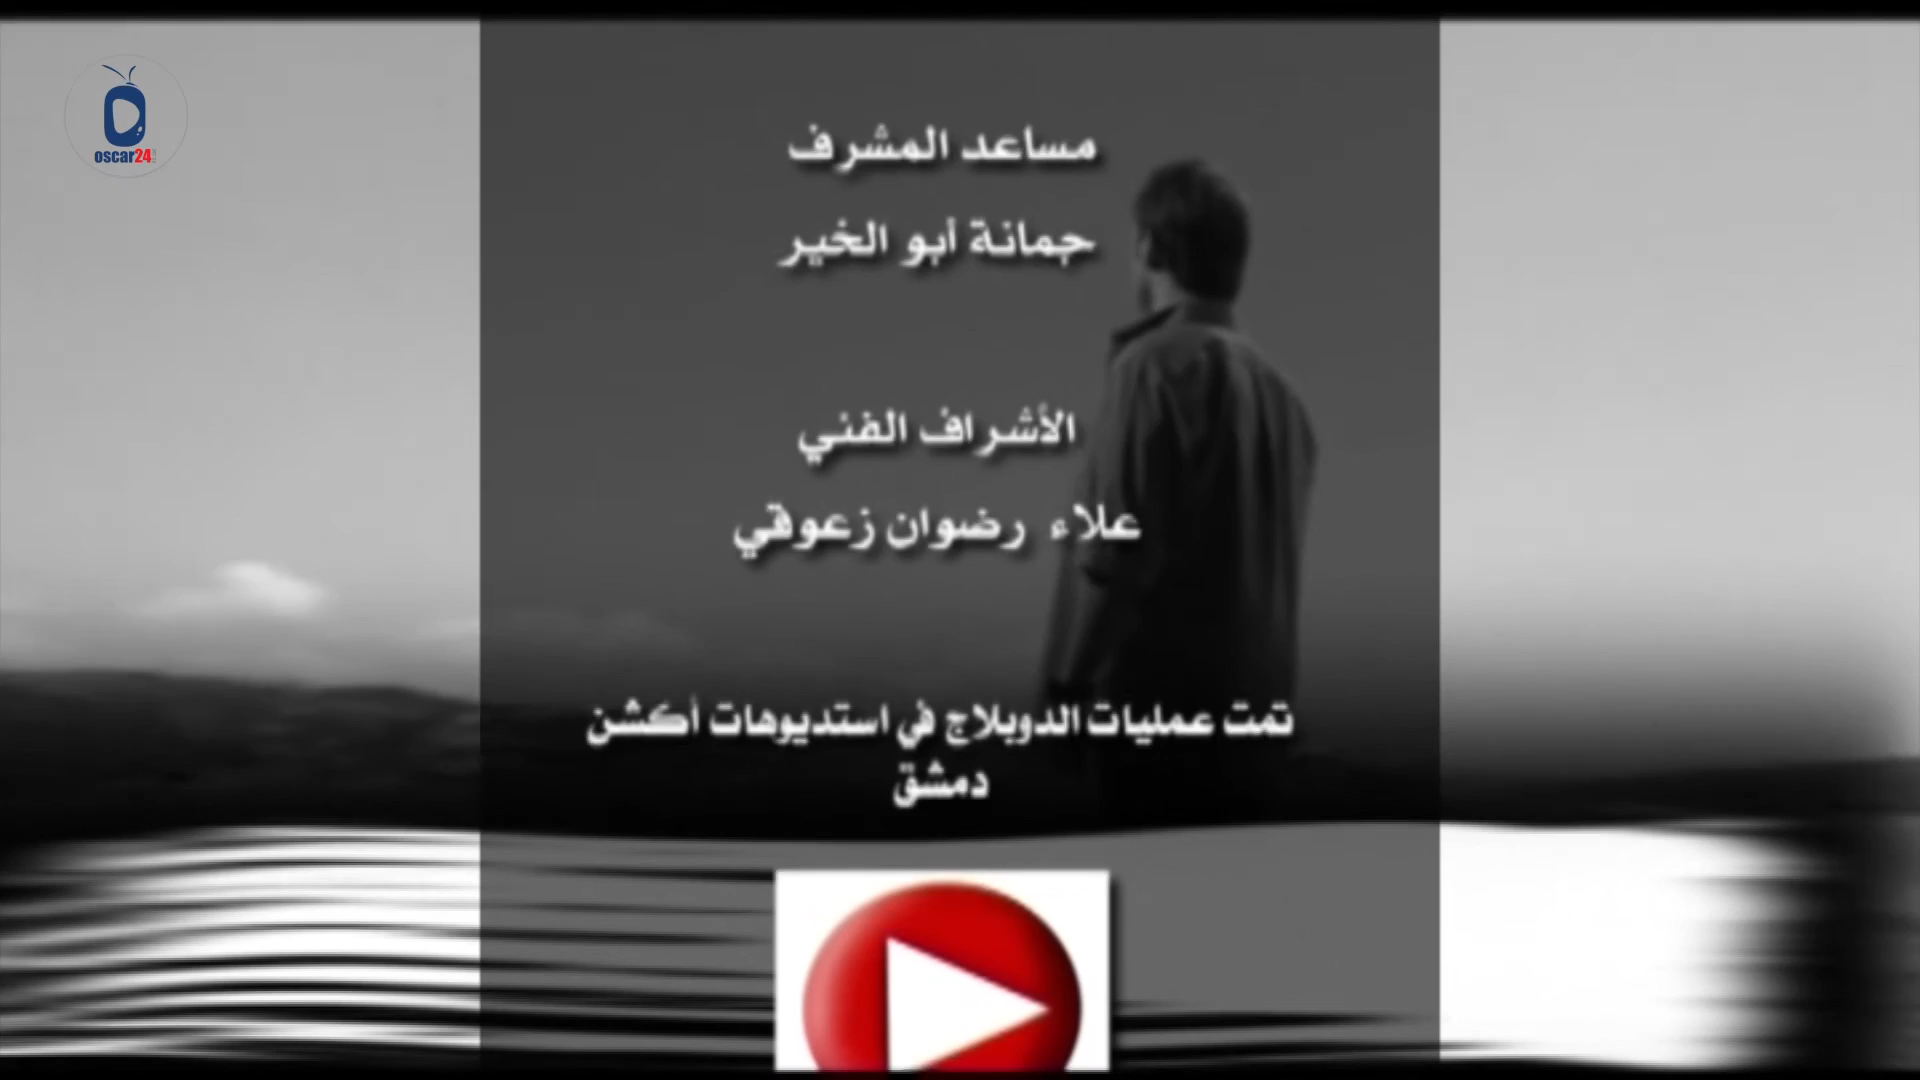 oscar24
مساعد المشرف
جمانة أبو الخير
الأشراف الفني
علاء رضوان زعوقي
تمت عمليات الدوبلاج في استديوهات أكشن
دمشق